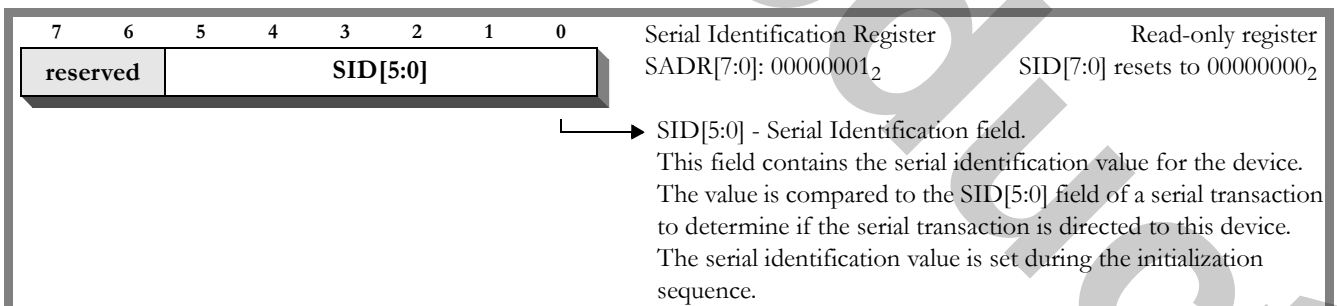 7 6 5 4 3 2 1 0
reserved SID[5:0]
Serial Identification Register Read-only register
SADR[7:0]: 00000001₂ SID[7:0] resets to 00000000₂
SID[5:0] - Serial Identification field.
This field contains the serial identification value for the device.
The value is compared to the SID[5:0] field of a serial transaction
to determine if the serial transaction is directed to this device.
The serial identification value is set during the initialization
sequence.